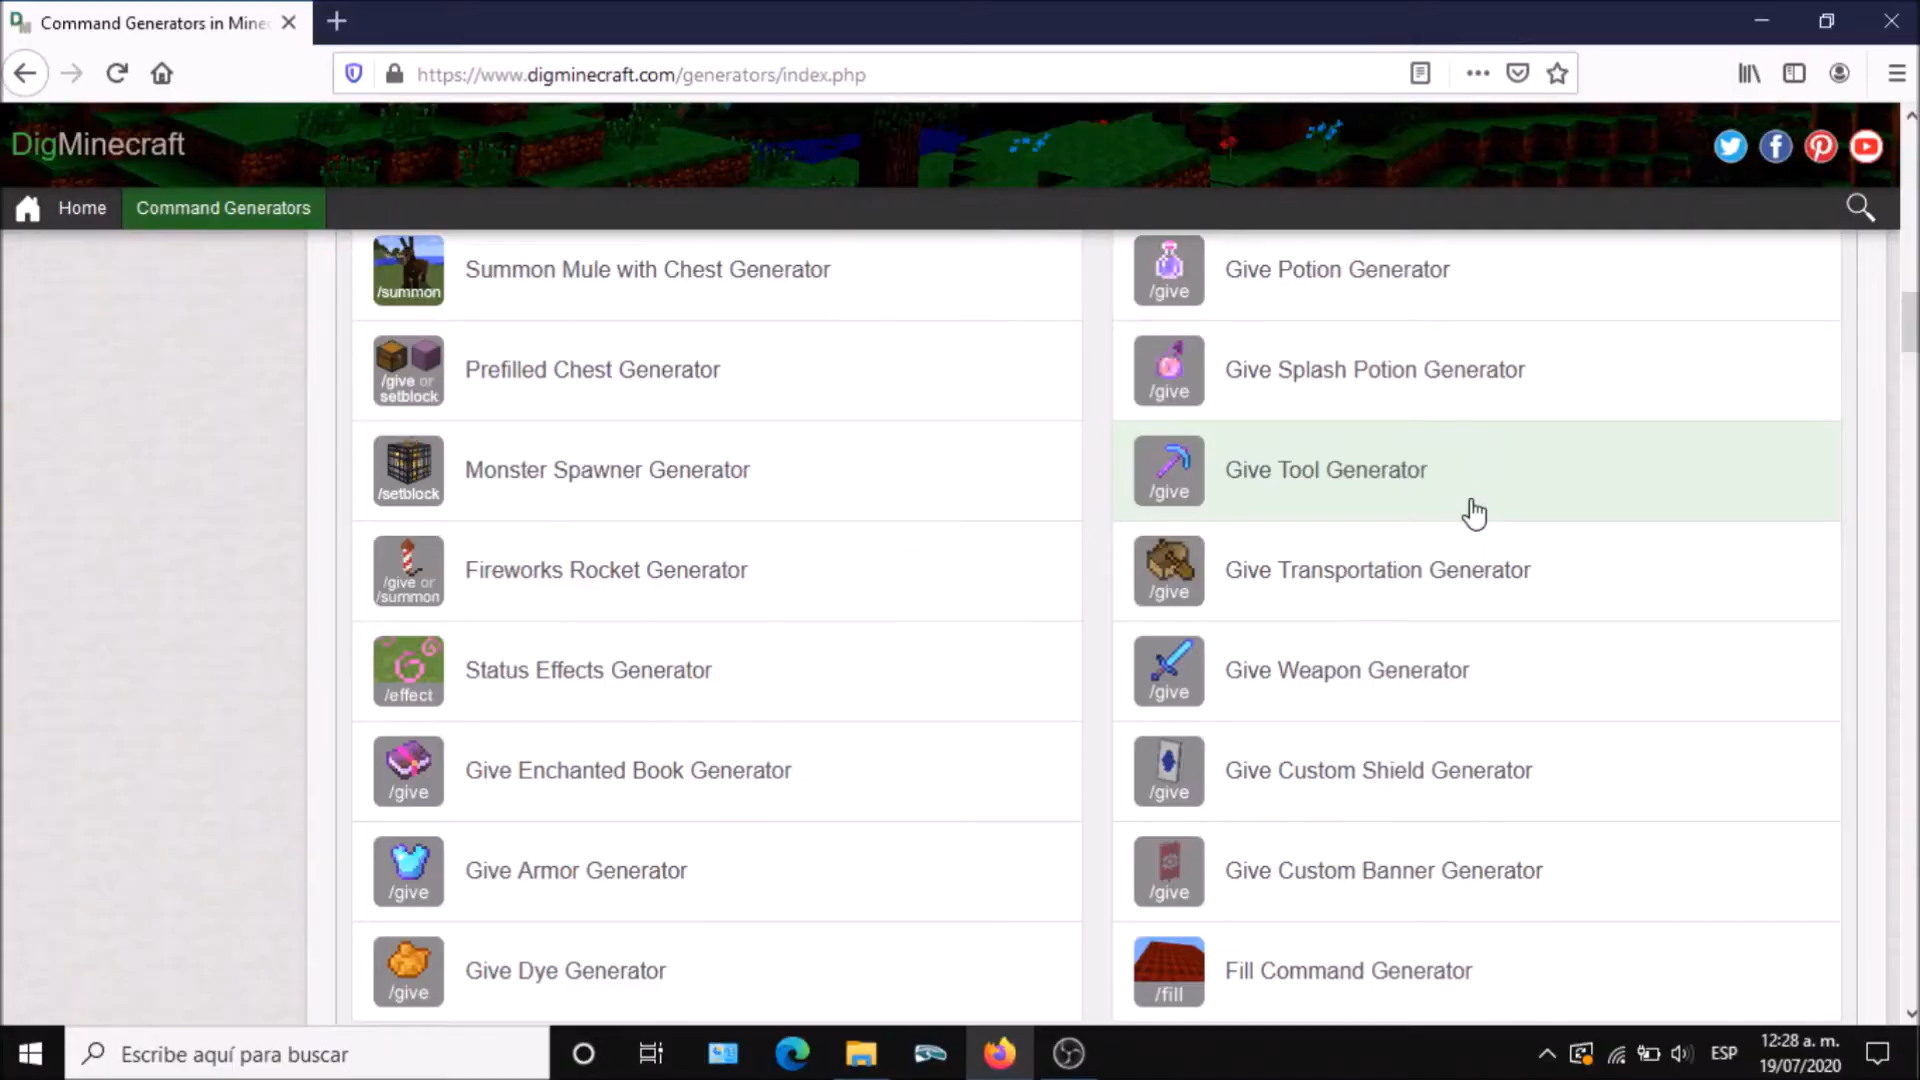 Command Generators in Mine
https://www.digminecraft.com/generators/index.php
DigMinecraft
Home
Command Generators
/summon
Summon Mule with Chest Generator
/give
Give Potion Generator
/give or
setblock
Prefilled Chest Generator
/give
Give Splash Potion Generator
/setblock
Monster Spawner Generator
/give
Give Tool Generator
/give or
/summon
Fireworks Rocket Generator
/give
Give Transportation Generator
/effect
Status Effects Generator
/give
Give Weapon Generator
/give
Give Enchanted Book Generator
/give
Give Custom Shield Generator
/give
Give Armor Generator
/give
Give Custom Banner Generator
/give
Give Dye Generator
/fill
Fill Command Generator
Escribe aquí para buscar
ESP
12:28 a. m.
19/07/2020